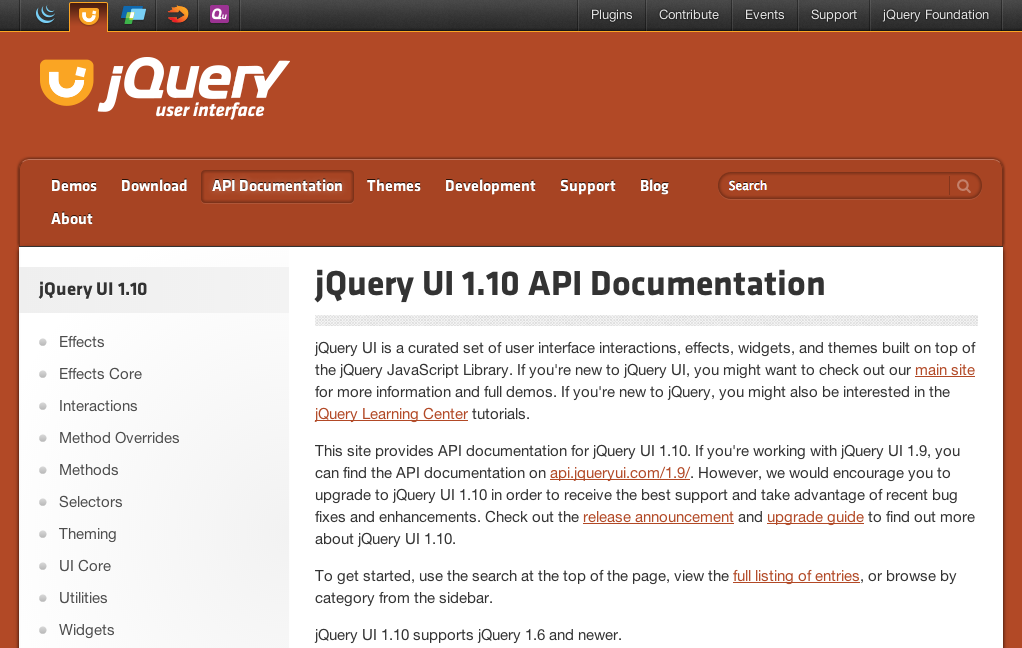 Plugins Contribute Events Support jQuery Foundation
Qu
jQuery
user interface
Demos Download API Documentation Themes Development Support Blog Search
About
jQuery UI 1.10
Effects
Effects Core
Interactions
Method Overrides
Methods
Selectors
Theming
UI Core
Utilities
Widgets
jQuery UI 1.10 API Documentation
jQuery UI is a curated set of user interface interactions, effects, widgets, and themes built on top of
the jQuery JavaScript Library. If you're new to jQuery UI, you might want to check out our main site
for more information and full demos. If you're new to jQuery, you might also be interested in the
jQuery Learning Center tutorials.
This site provides API documentation for jQuery UI 1.10. If you're working with jQuery UI 1.9, you
can find the API documentation on api.jqueryui.com/1.9/. However, we would encourage you to
upgrade to jQuery UI 1.10 in order to receive the best support and take advantage of recent bug
fixes and enhancements. Check out the release announcement and upgrade guide to find out more
about jQuery UI 1.10.
To get started, use the search at the top of the page, view the full listing of entries, or browse by
category from the sidebar.
jQuery UI 1.10 supports jQuery 1.6 and newer.